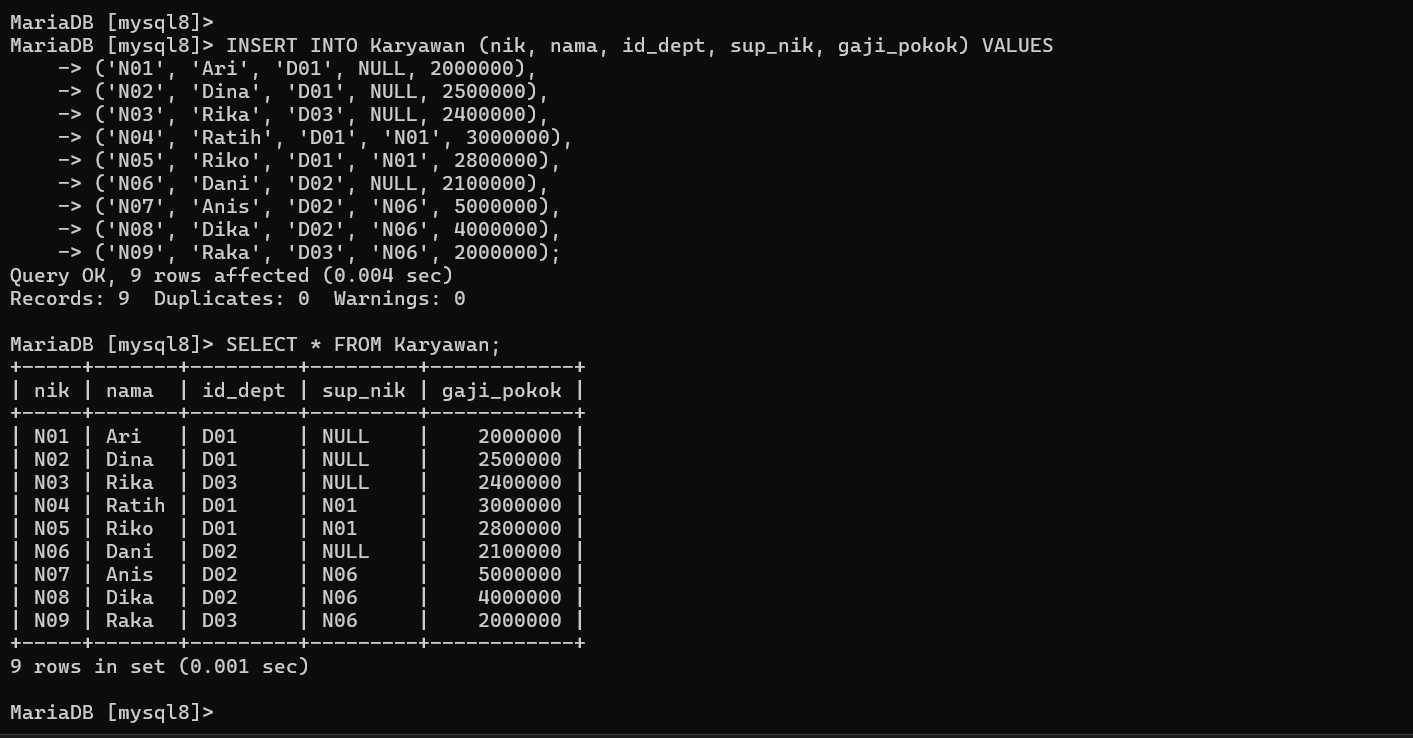 MariaDB [mysql8]>
MariaDB [mysql8]> INSERT INTO Karyawan (nik, nama, id_dept, sup_nik, gaji_pokok) VALUES
    -> ('N01', 'Ari', 'D01', NULL, 2000000),
    -> ('N02', 'Dina', 'D01', NULL, 2500000),
    -> ('N03', 'Rika', 'D03', NULL, 2400000),
    -> ('N04', 'Ratih', 'D01', 'N01', 3000000),
    -> ('N05', 'Riko', 'D01', 'N01', 2800000),
    -> ('N06', 'Dani', 'D02', NULL, 2100000),
    -> ('N07', 'Anis', 'D02', 'N06', 5000000),
    -> ('N08', 'Dika', 'D02', 'N06', 4000000),
    -> ('N09', 'Raka', 'D03', 'N06', 2000000);
Query OK, 9 rows affected (0.004 sec)
Records: 9  Duplicates: 0  Warnings: 0

MariaDB [mysql8]> SELECT * FROM Karyawan;
+-----+-------+---------+---------+------------+
| nik | nama  | id_dept | sup_nik | gaji_pokok |
+-----+-------+---------+---------+------------+
| N01 | Ari   | D01     | NULL    |    2000000 |
| N02 | Dina  | D01     | NULL    |    2500000 |
| N03 | Rika  | D03     | NULL    |    2400000 |
| N04 | Ratih | D01     | N01     |    3000000 |
| N05 | Riko  | D01     | N01     |    2800000 |
| N06 | Dani  | D02     | NULL    |    2100000 |
| N07 | Anis  | D02     | N06     |    5000000 |
| N08 | Dika  | D02     | N06     |    4000000 |
| N09 | Raka  | D03     | N06     |    2000000 |
+-----+-------+---------+---------+------------+
9 rows in set (0.001 sec)

MariaDB [mysql8]>